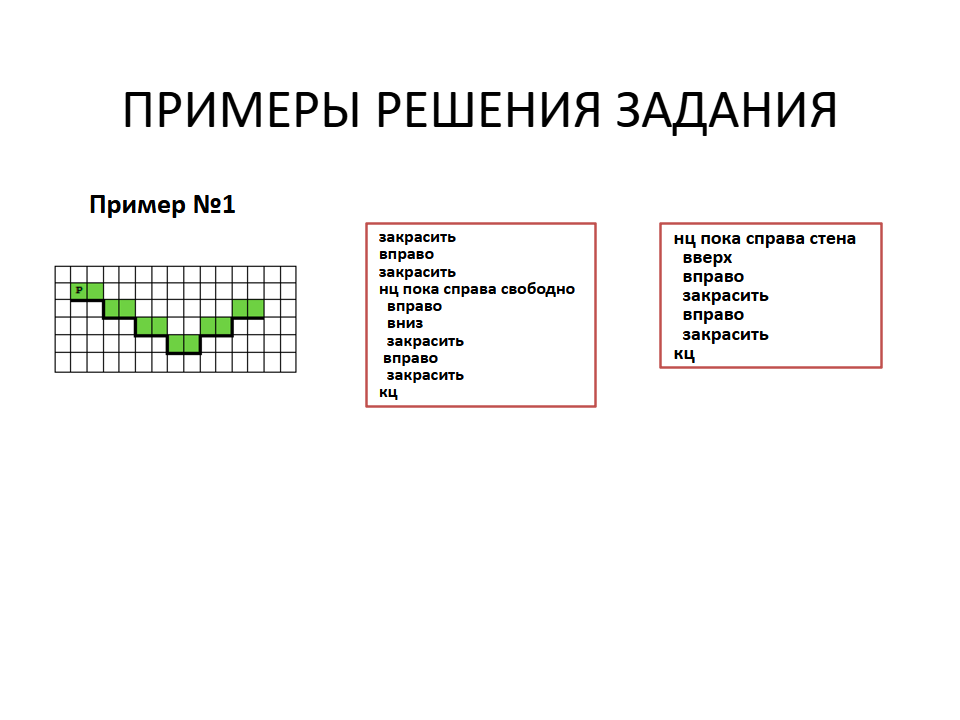 ПРИМЕРЫ РЕШЕНИЯ ЗАДАНИЯ
Пример №1
Р
закрасить
вправо
закрасить
нц пока справа свободно
вправо
вниз
закрасить
вправо
закрасить
кц
нц пока справа стена
вверх
вправо
закрасить
вправо
закрасить
кц